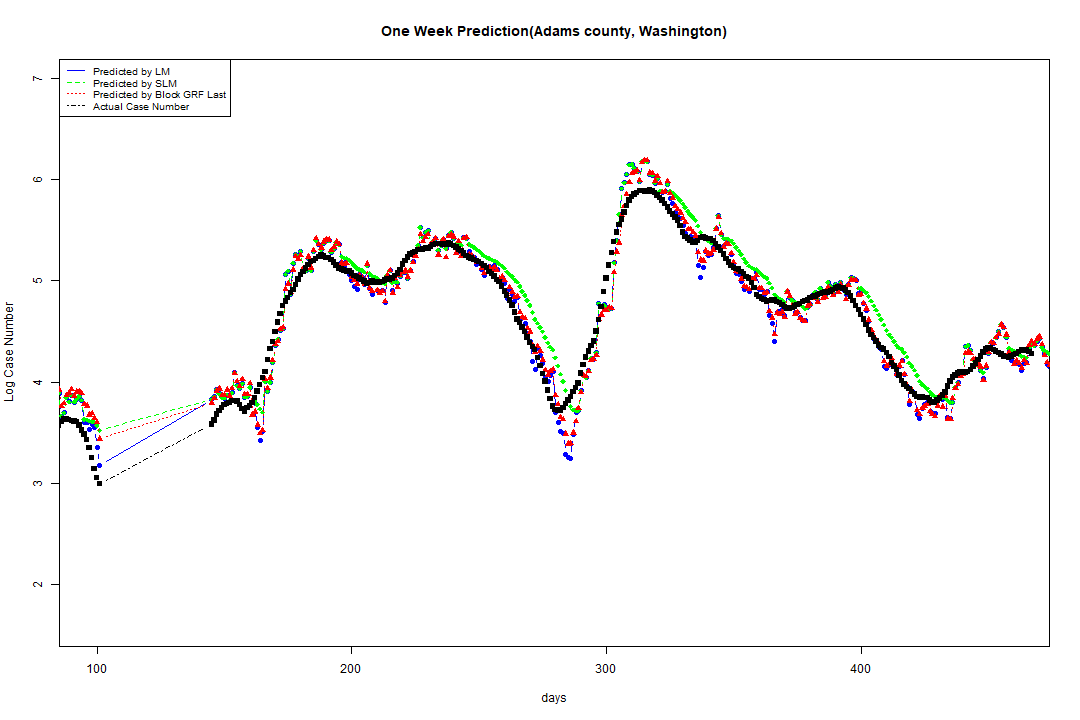 One Week Prediction(Adams county, Washington)
Predicted by LM
Predicted by SLM
Predicted by Block GRF Last
Actual Case Number
7
6
5
4
3
2
Log Case Number
100
200
300
400
days